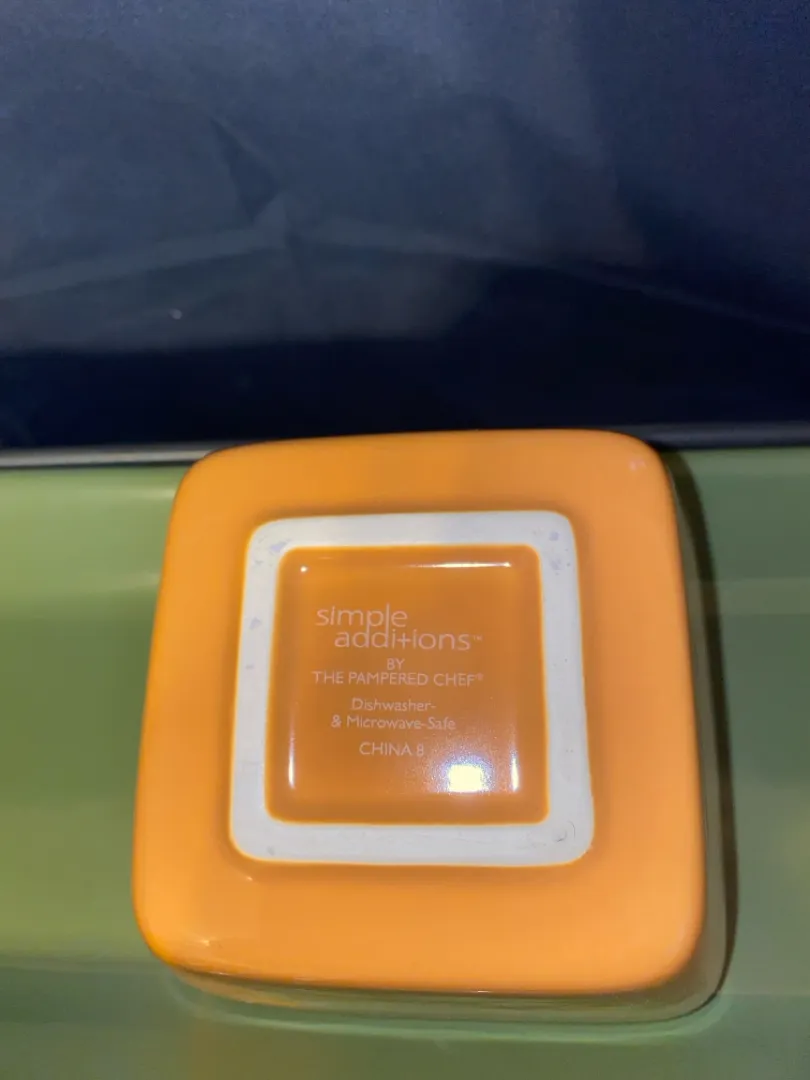 simple
additions™
BY
THE PAMPERED CHEF®
Dishwasher-
& Microwave-Safe
CHINA 8